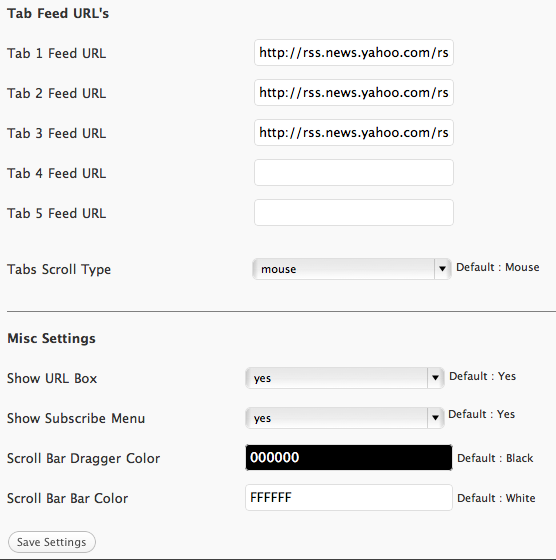 Tab Feed URL's
Tab 1 Feed URL http://rss.news.yahoo.com/rs
Tab 2 Feed URL http://rss.news.yahoo.com/rs
Tab 3 Feed URL http://rss.news.yahoo.com/rs
Tab 4 Feed URL
Tab 5 Feed URL
Tabs Scroll Type mouse Default : Mouse
Misc Settings
Show URL Box yes Default : Yes
Show Subscribe Menu yes Default : Yes
Scroll Bar Dragger Color 000000 Default : Black
Scroll Bar Bar Color FFFFFF Default : White
Save Settings